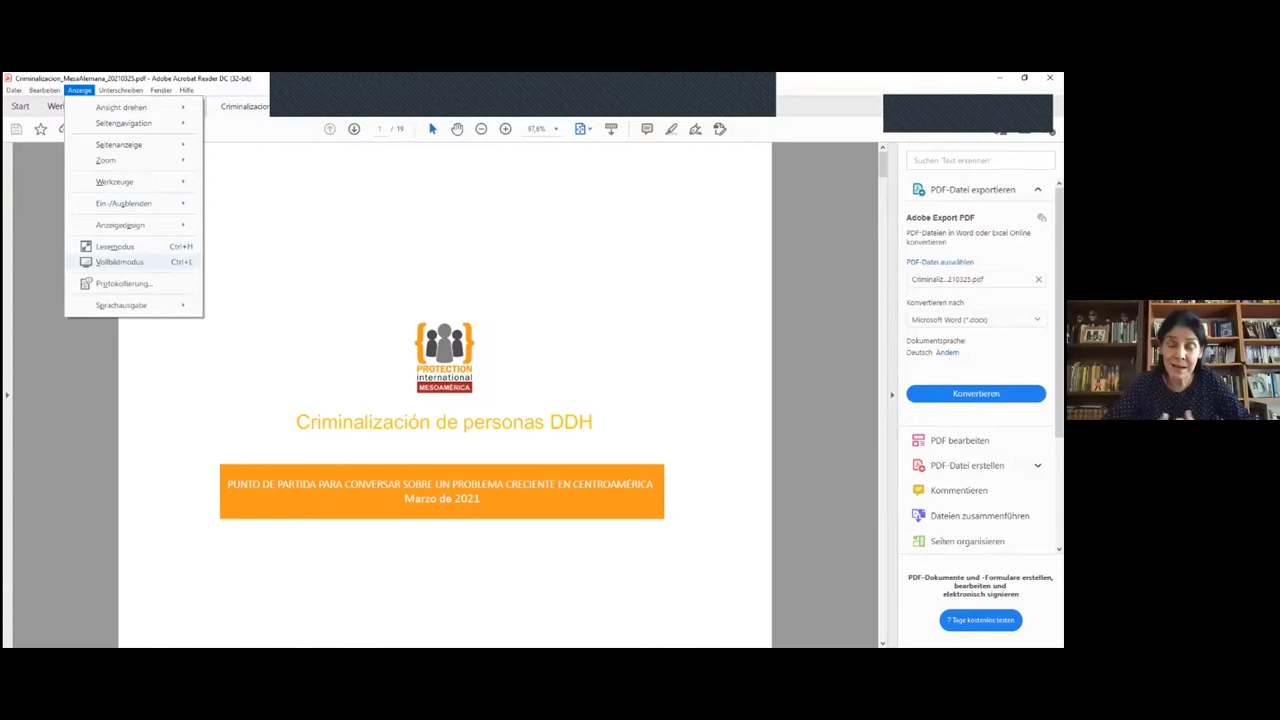 Criminalizacion_MesaAlemana_20210325.pdf - Adobe Acrobat Reader DC (32-bit)
Datei Bearbeiten Anzeige Unterschreiben Fenster Hilfe
Start
Criminalizacion
1 / 19
97,6%
Ansicht drehen
Seitennavigation
Seitenanzeige
Zoom
Werkzeuge
Ein-/Ausblenden
Anzeigedesign
Lesemodus Ctrl+H
Vollbildmodus Ctrl+L
Protokollierung...
Sprachausgabe
PROTECTION
international
MESOAMÉRICA
Criminalización de personas DDH
PUNTO DE PARTIDA PARA CONVERSAR SOBRE UN PROBLEMA CRECIENTE EN CENTROAMÉRICA
Marzo de 2021
Suchen 'Text erkennen'
PDF-Datei exportieren
Adobe Export PDF
PDF-Dateien in Word oder Excel Online
konvertieren
PDF-Datei auswählen
Criminaliz...210325.pdf
Konvertieren nach
Microsoft Word (*.docx)
Dokumentsprache:
Deutsch Ändern
Konvertieren
PDF bearbeiten
PDF-Datei erstellen
Kommentieren
Dateien zusammenführen
Seiten organisieren
PDF-Dokumente und -Formulare erstellen,
bearbeiten und
elektronisch signieren
7 Tage kostenlos testen